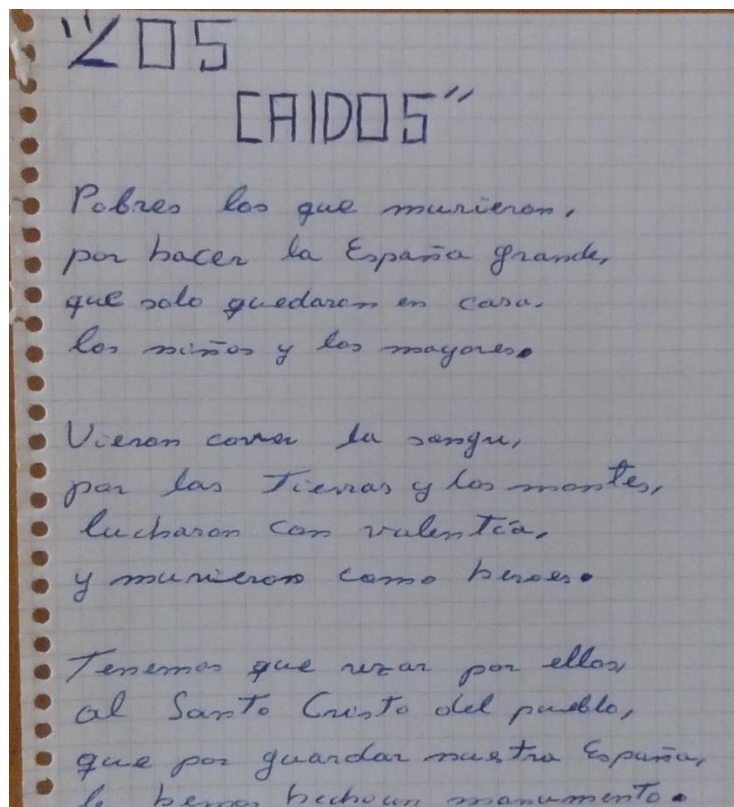 "LOS
CAIDOS"
Pobres los que murieron,
por hacer la España grande,
que solo quedaron en casa,
los niños y los mayores.
Vieron correr la sangre,
por las Tierras y los montes,
lucharon con valentía,
y murieron como heroes.
Tenemos que rezar por ellos,
al Santo Cristo del pueblo,
que por guardar nuestra España,
le hemos hecho un monumento.